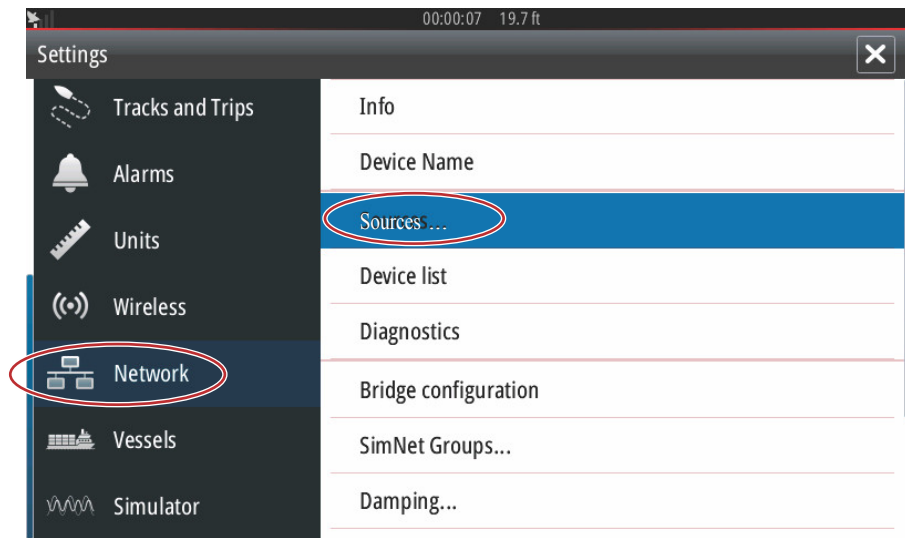 00:00:07 19.7 ft
Settings
Tracks and Trips
Alarms
Units
Wireless
Network
Vessels
Simulator
Info
Device Name
Sources...
Device list
Diagnostics
Bridge configuration
SimNet Groups...
Damping...